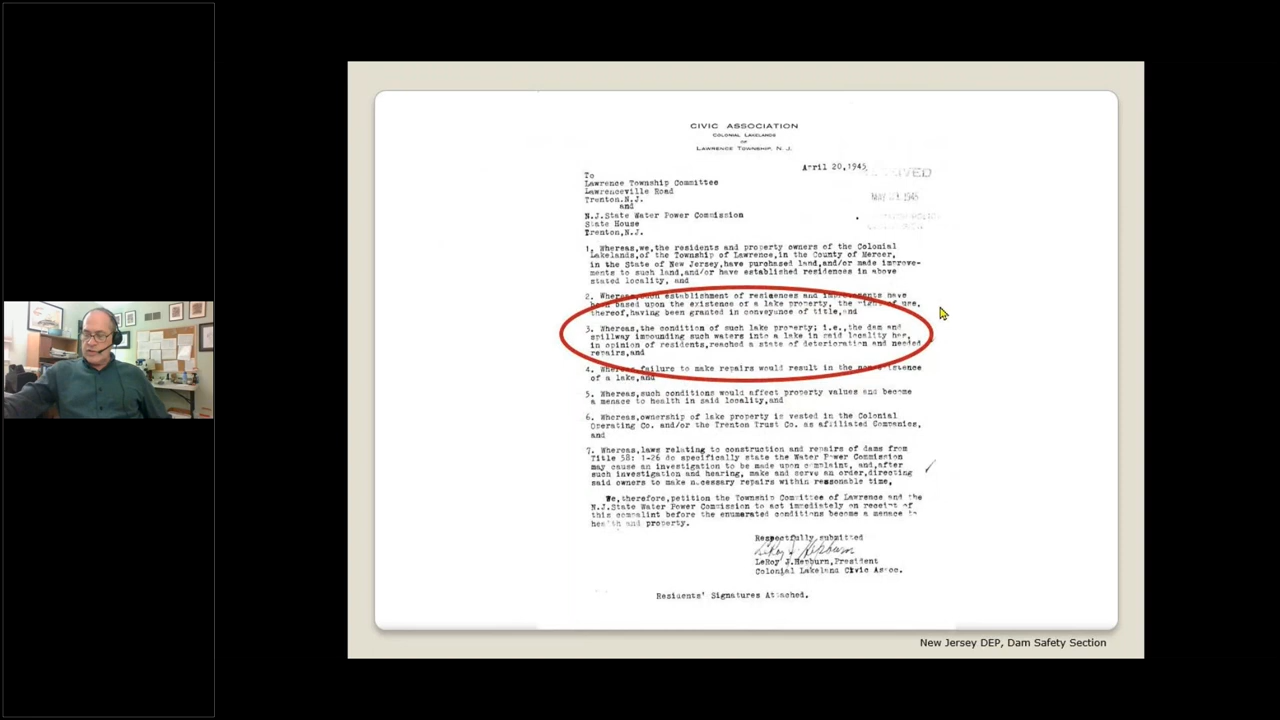 CIVIC ASSOCIATION
COLONIAL LAKELANDS
OF
LAWRENCE TOWNSHIP, N. J.
April 20,1945
To
Lawrence Township Committee
Lawrenceville Road
Trenton,N.J.
and
N.J.State Water Power Commission
State House
Trenton,N.J.
MAY 1945
1. Whereas,we,the residents and property owners of the Colonial
Lakelands,of the Township of Lawrence,in the County of Mercer,
in the State of New Jersey,have purchased land,and/or made improve-
ments to such land,and/or have established residences in above
stated locality, and
2. Whereas,such establishment of residences and improvements have
been based upon the existence of a lake property, the right of use,
thereof,having been granted in conveyance of title,and
3. Whereas,the condition of such lake property; i.e.,the dam and
spillway impounding such waters into a lake in said locality has,
in opinion of residents,reached a state of deterioration and needed
repairs,and
4. Whereas,failure to make repairs would result in the non-existence
of a lake,and
5. Whereas,such conditions would affect property values and become
a menace to health in said locality,and
6. Whereas,ownership of lake property is vested in the Colonial
Operating Co. and/or the Trenton Trust Co. as affiliated Companies,
and
7. Whereas,laws relating to construction and repairs of dams from
Title 58: 1-26 do specifically state the Water Power Commission
may cause an investigation to be made upon complaint, and,after
such investigation and hearing, make and serve an order,directing
said owners to make necessary repairs within reasonable time,
We,therefore,petition the Township Committee of Lawrence and the
N.J.State Water Power Commission to act immediately on receipt of
this compalint before the enumerated conditions become a menace to
health and property.
Respectfully submitted
LeRoy J. Hepburn
LeRoy J.Hepburn,President
Colonial Lakeland Civic Assoc.
Residents' Signatures Attached.
New Jersey DEP, Dam Safety Section